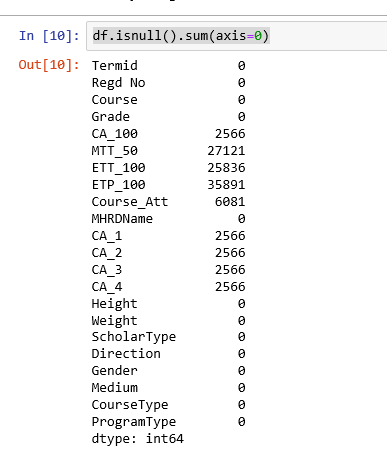 In [10]: df.isnull().sum(axis=0)
Out[10]: Termid 0
Regd No 0
Course 0
Grade 0
CA_100 2566
MTT_50 27121
ETT_100 25836
ETP_100 35891
Course_Att 6081
MHRDName 0
CA_1 2566
CA_2 2566
CA_3 2566
CA_4 2566
Height 0
Weight 0
ScholarType 0
Direction 0
Gender 0
Medium 0
CourseType 0
ProgramType 0
dtype: int64